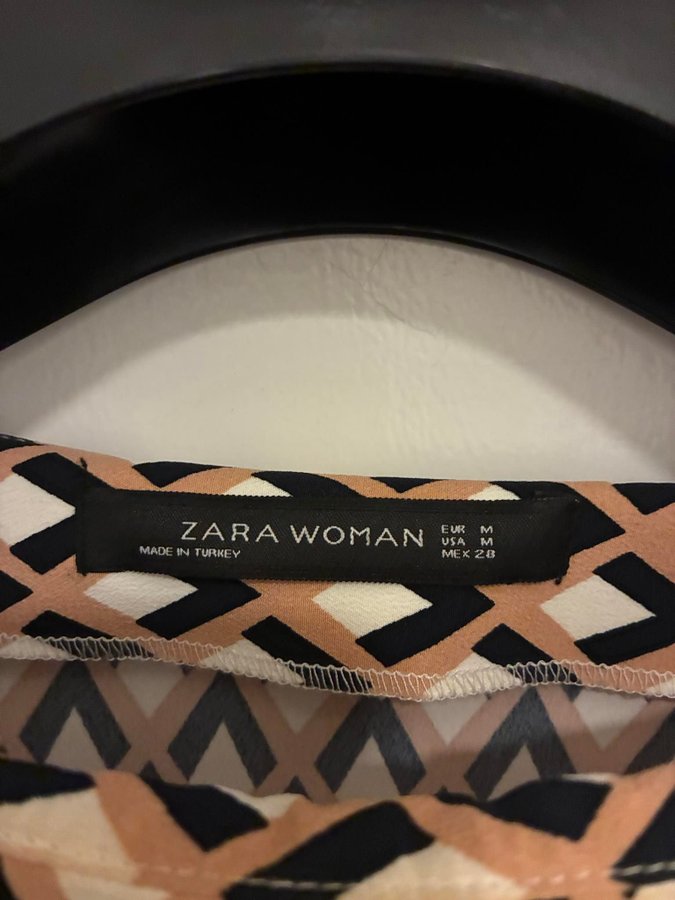 ZARA WOMAN
MADE IN TURKEY
EUR M
USA M
MEX 28